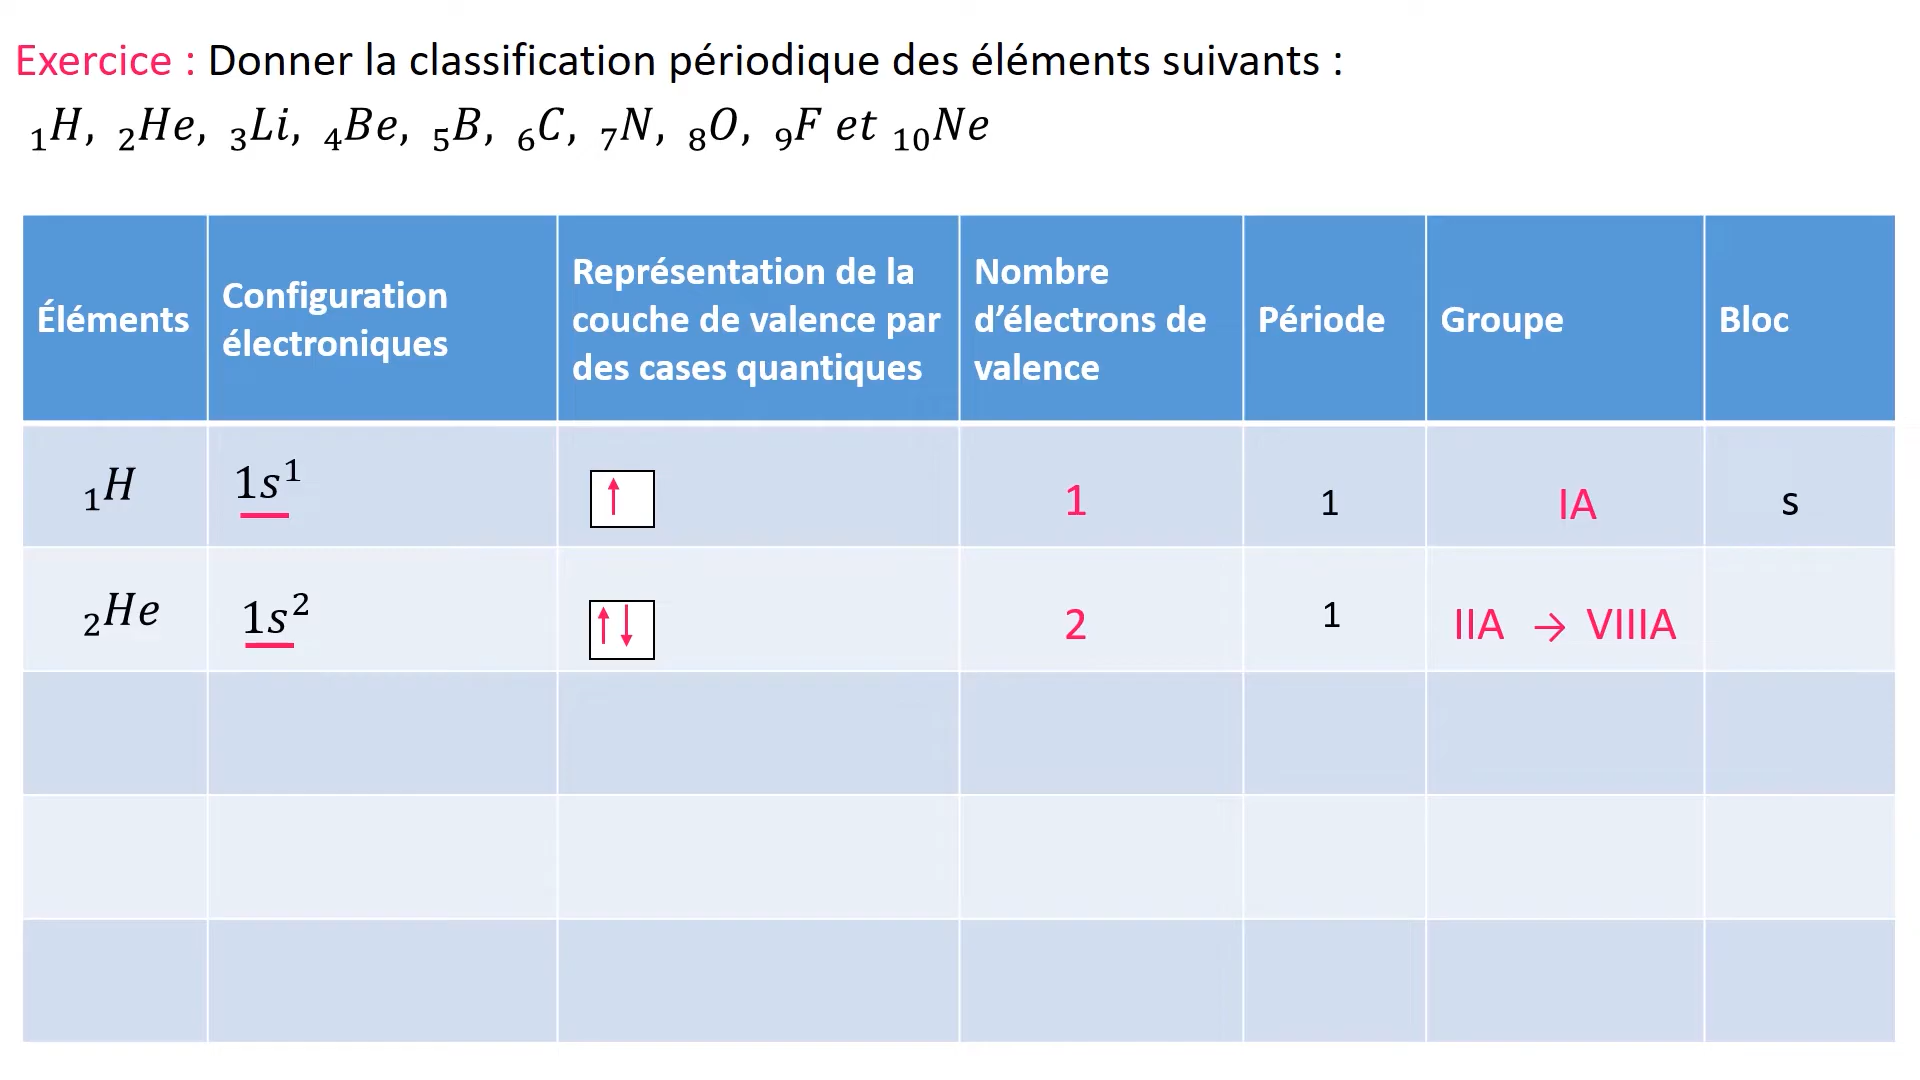 Exercice : Donner la classification périodique des éléments suivants :
₁H, ₂He, ₃Li, ₄Be, ₅B, ₆C, ₇N, ₈O, ₉F et ₁₀Ne
Éléments
Configuration
électroniques
Représentation de la
couche de valence par
des cases quantiques
Nombre
d’électrons de
valence
Période
Groupe
Bloc
₁H 1s¹ ↑ 1 1 IA s
₂He 1s² ↑↓ 2 1 IIA → VIIIA